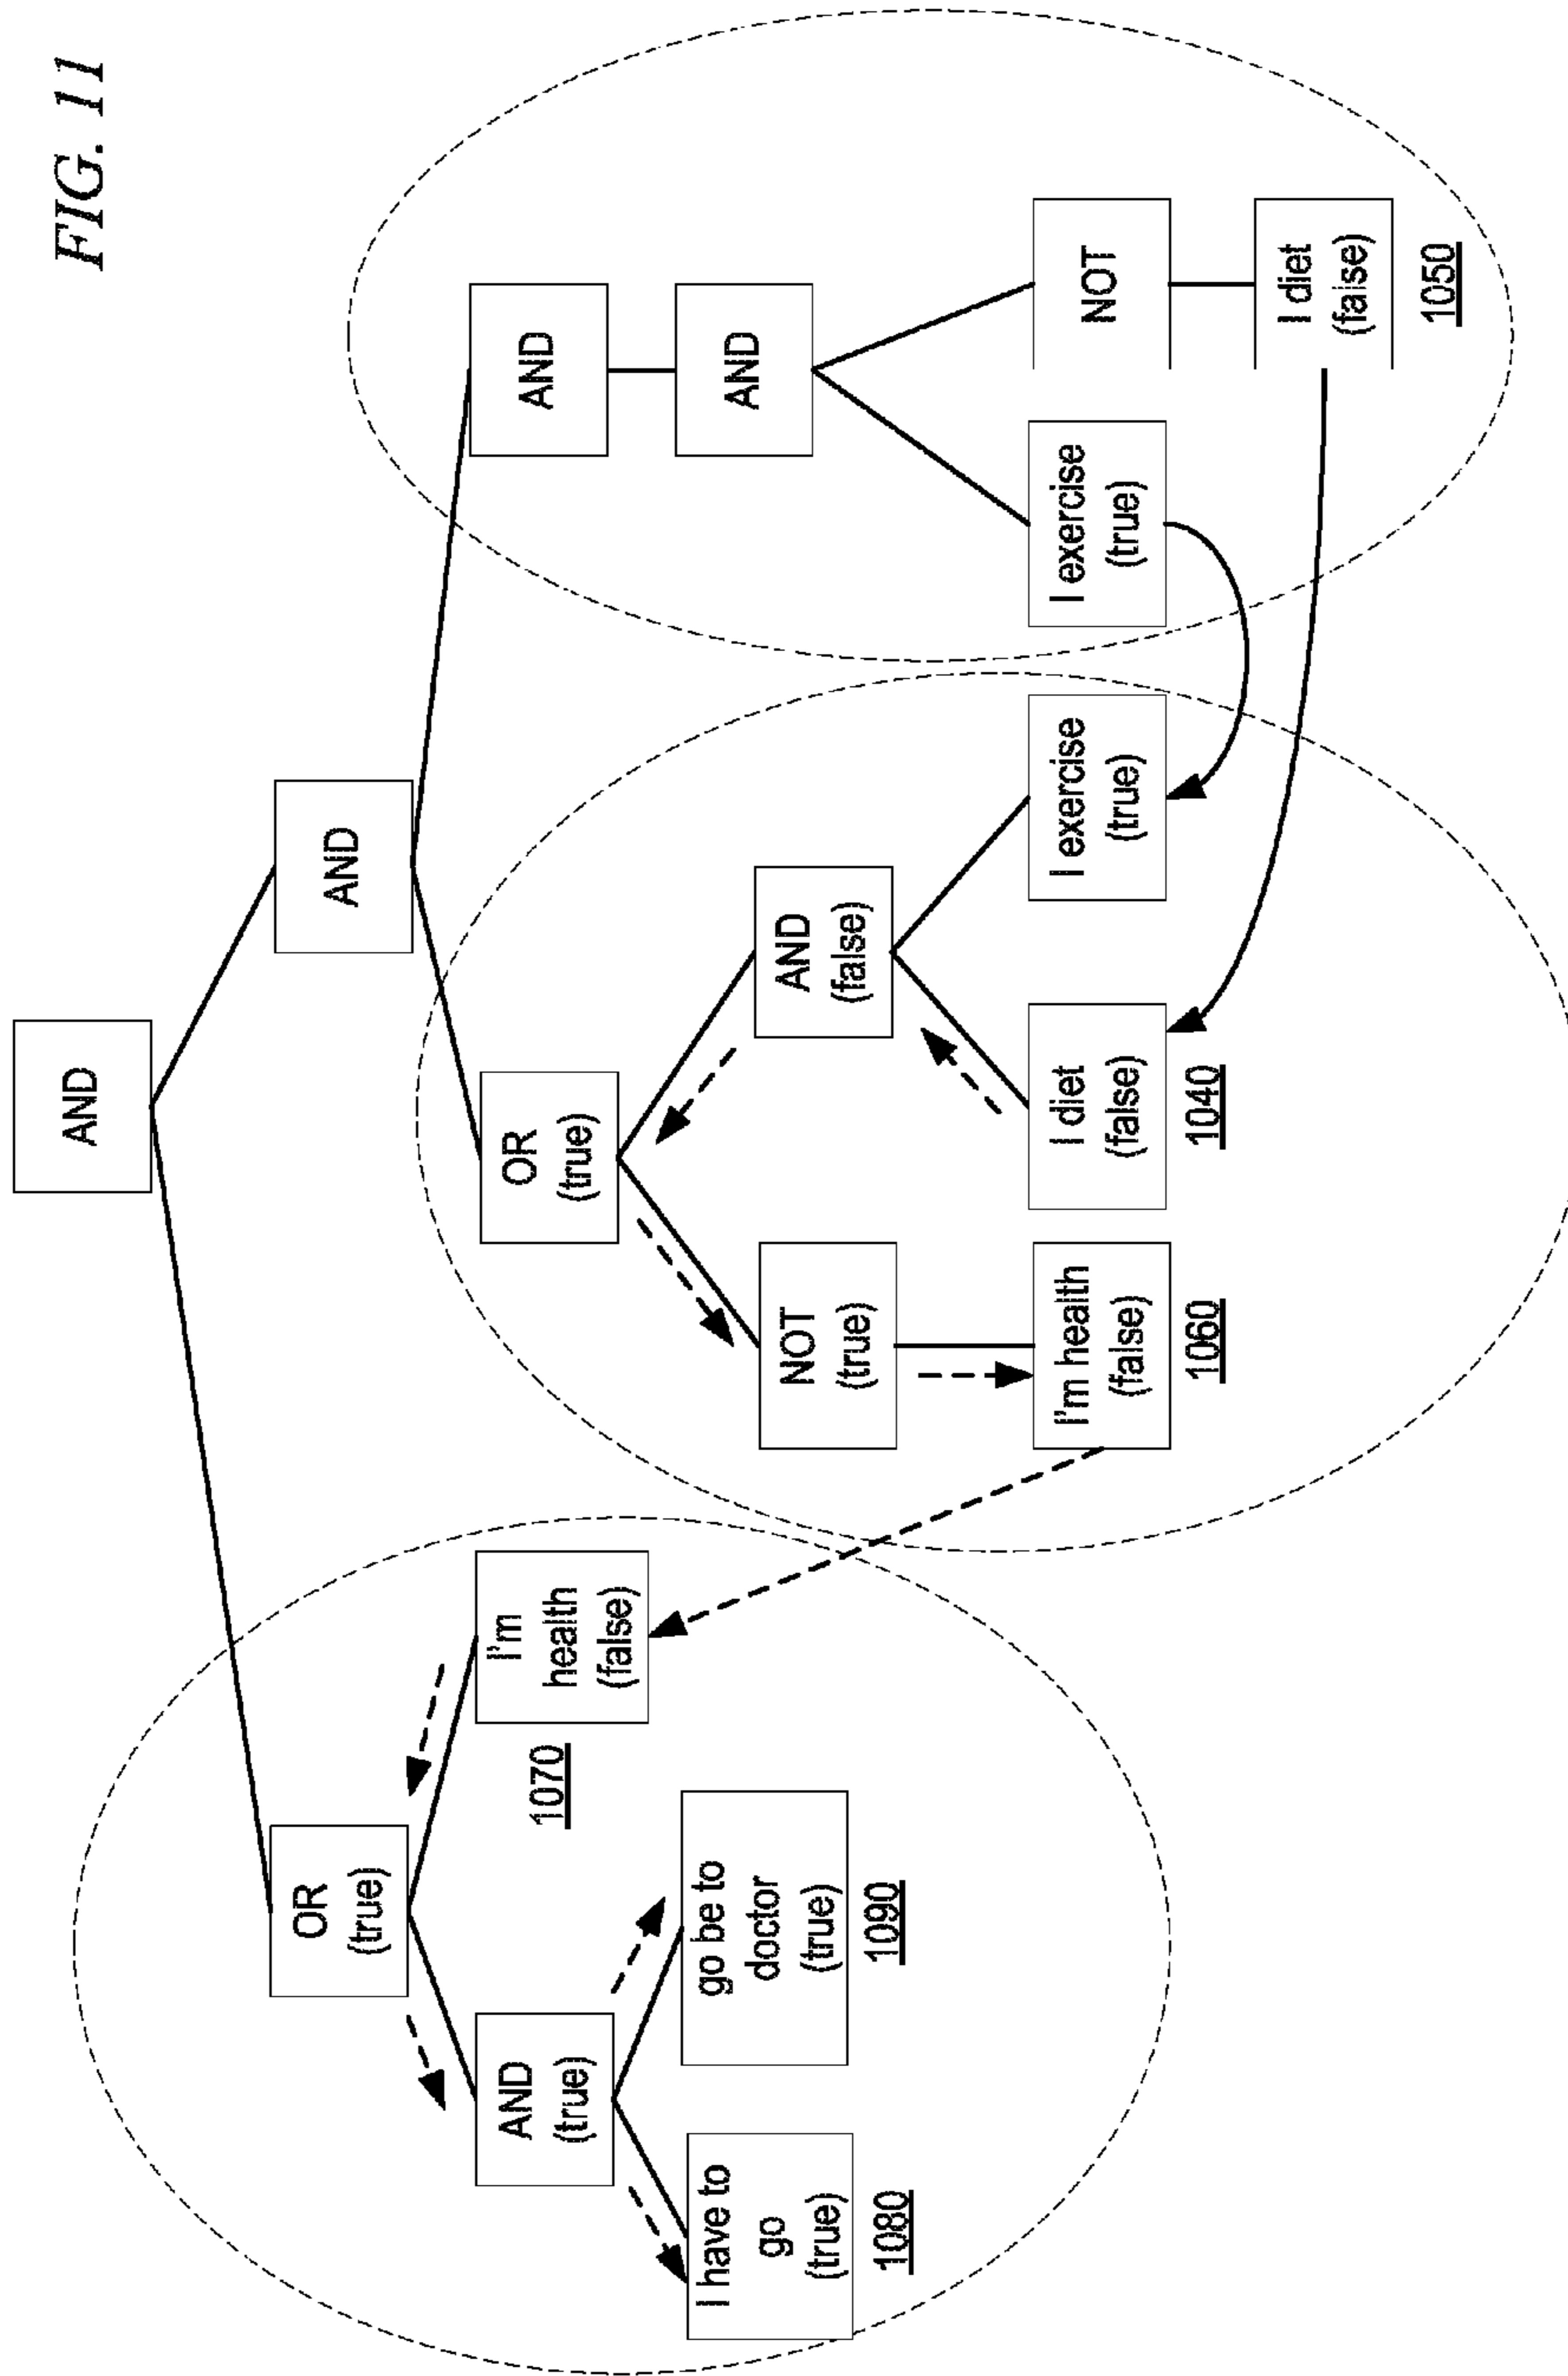 FIG. 11
AND
AND
OR
(true)
AND
(true)
I'm
health
(false)
1070
I have to
go
(true)
1080
go be to
doctor
(true)
1090
OR
(true)
NOT
(true)
AND
(false)
I'm health
(false)
1060
I diet
(false)
1040
I exercise
(true)
AND
AND
I exercise
(true)
NOT
I diet
(false)
1050